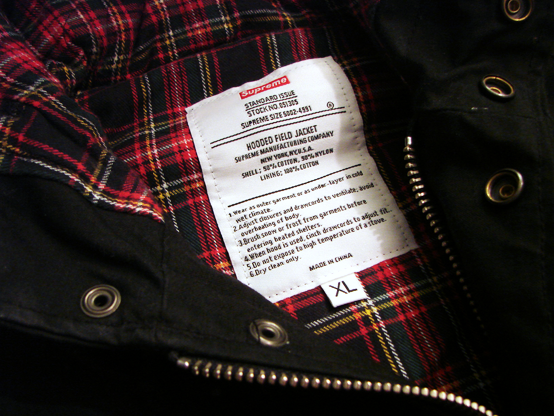 Supreme
STANDARD ISSUE
STOCK NO. 051305
SUPREME SIZE 5002-4991 ®
HOODED FIELD JACKET
SUPREME MANUFACTURING COMPANY
NEW YORK, NY.C U.S.A.
SHELL: 50% COTTON, 50% NYLON
LINING: 100% COTTON
1. Wear as outer garment or as under-layer in cold
wet climate.
2. Adjust closures and drawcords to ventilate; avoid
overheating of body.
3. Brush snow or frost from garments before
entering heated shelters.
4. When hood is used, cinch drawcords to adjust fit.
5. Do not expose to high temperature of a stove.
6. Dry clean only.
MADE IN CHINA
XL